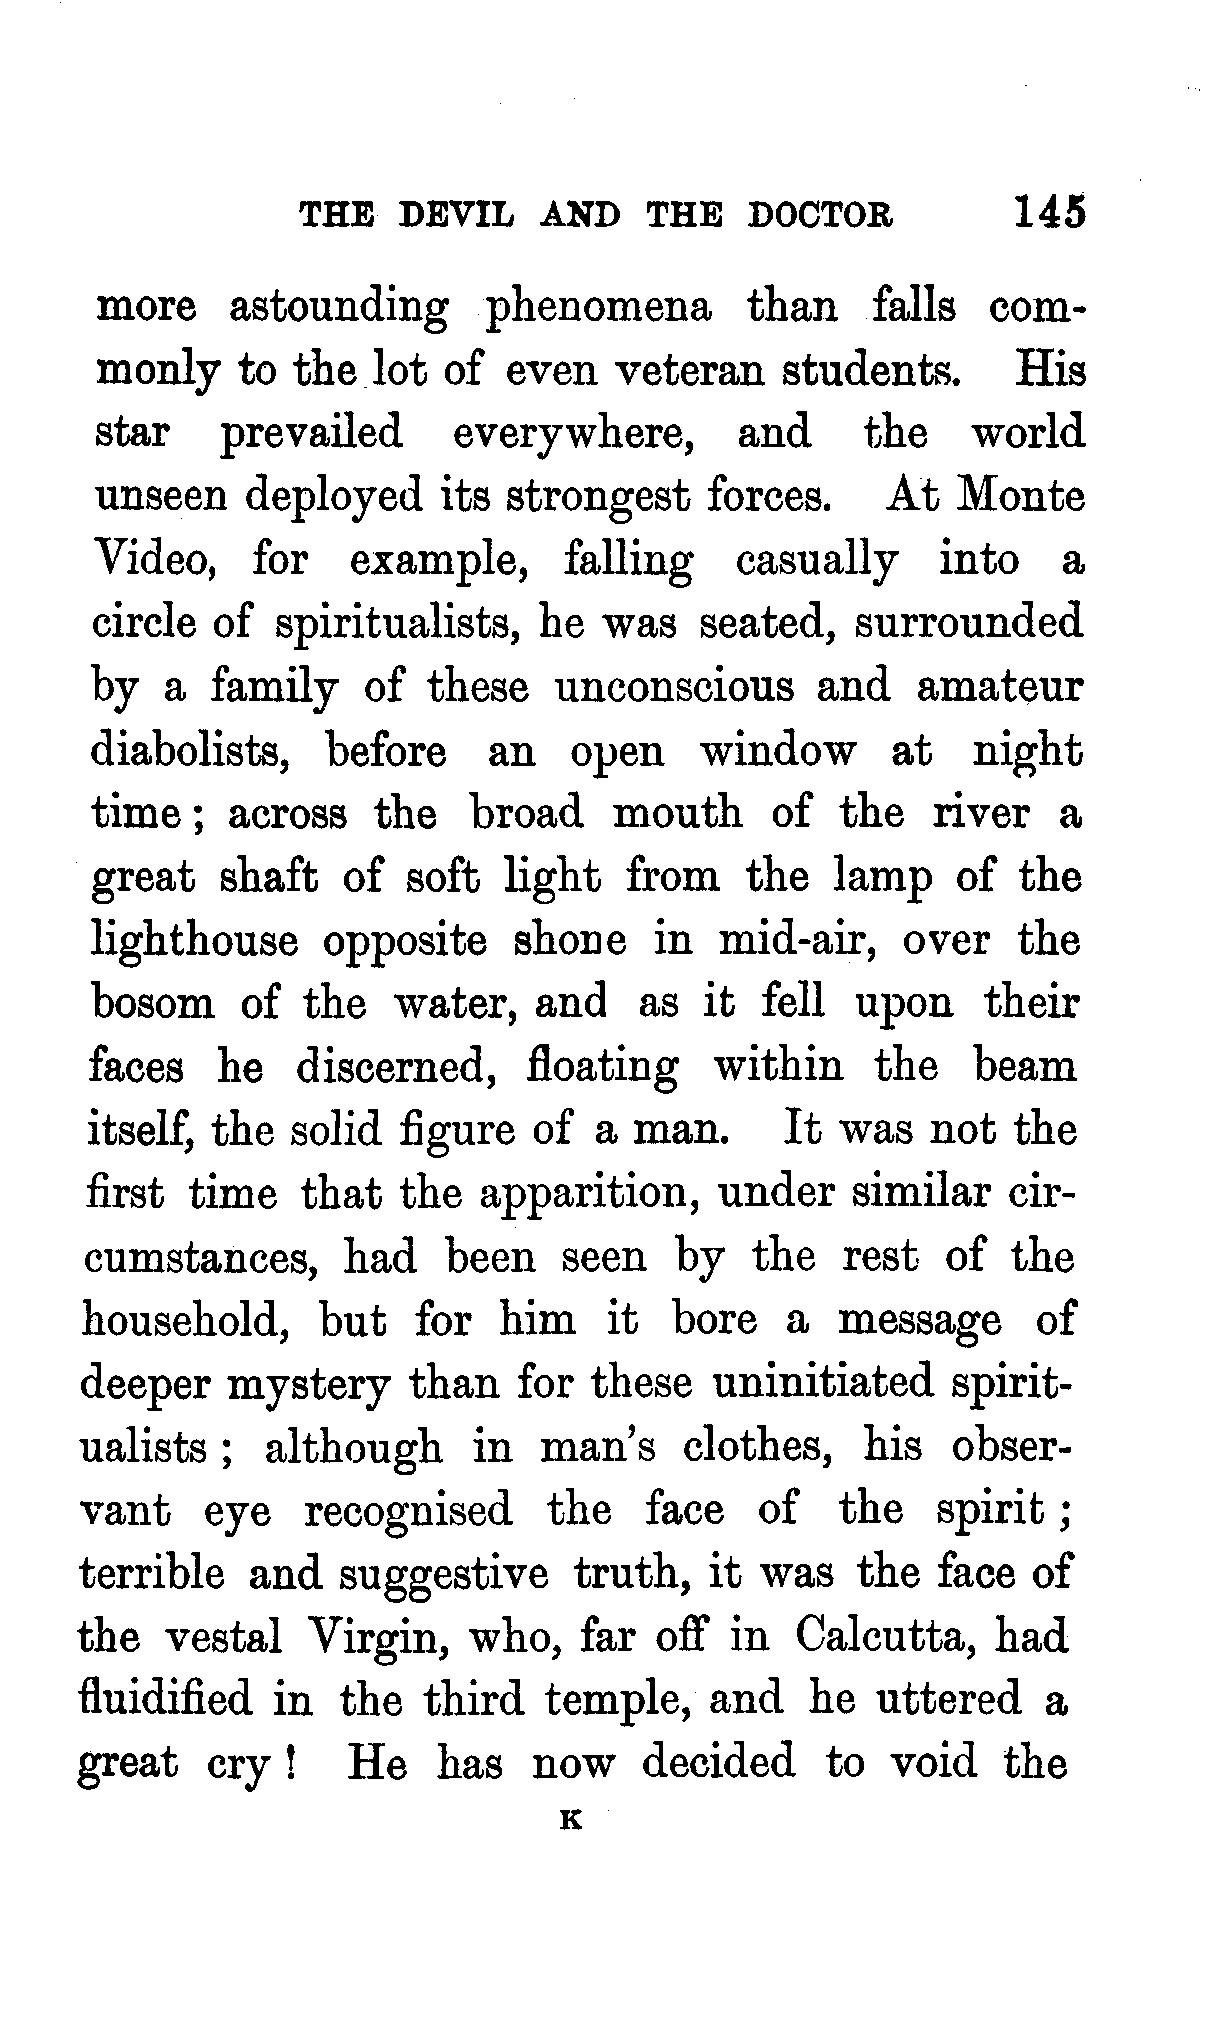 THE DEVIL AND THE DOCTOR 145
more astounding phenomena than falls com-
monly to the lot of even veteran students. His
star prevailed everywhere, and the world
unseen deployed its strongest forces. At Monte
Video, for example, falling casually into a
circle of spiritualists, he was seated, surrounded
by a family of these unconscious and amateur
diabolists, before an open window at night
time ; across the broad mouth of the river a
great shaft of soft light from the lamp of the
lighthouse opposite shone in mid-air, over the
bosom of the water, and as it fell upon their
faces he discerned, floating within the beam
itself, the solid figure of a man. It was not the
first time that the apparition, under similar cir-
cumstances, had been seen by the rest of the
household, but for him it bore a message of
deeper mystery than for these uninitiated spirit-
ualists ; although in man's clothes, his obser-
vant eye recognised the face of the spirit ;
terrible and suggestive truth, it was the face of
the vestal Virgin, who, far off in Calcutta, had
fluidified in the third temple, and he uttered a
great cry ! He has now decided to void the
K